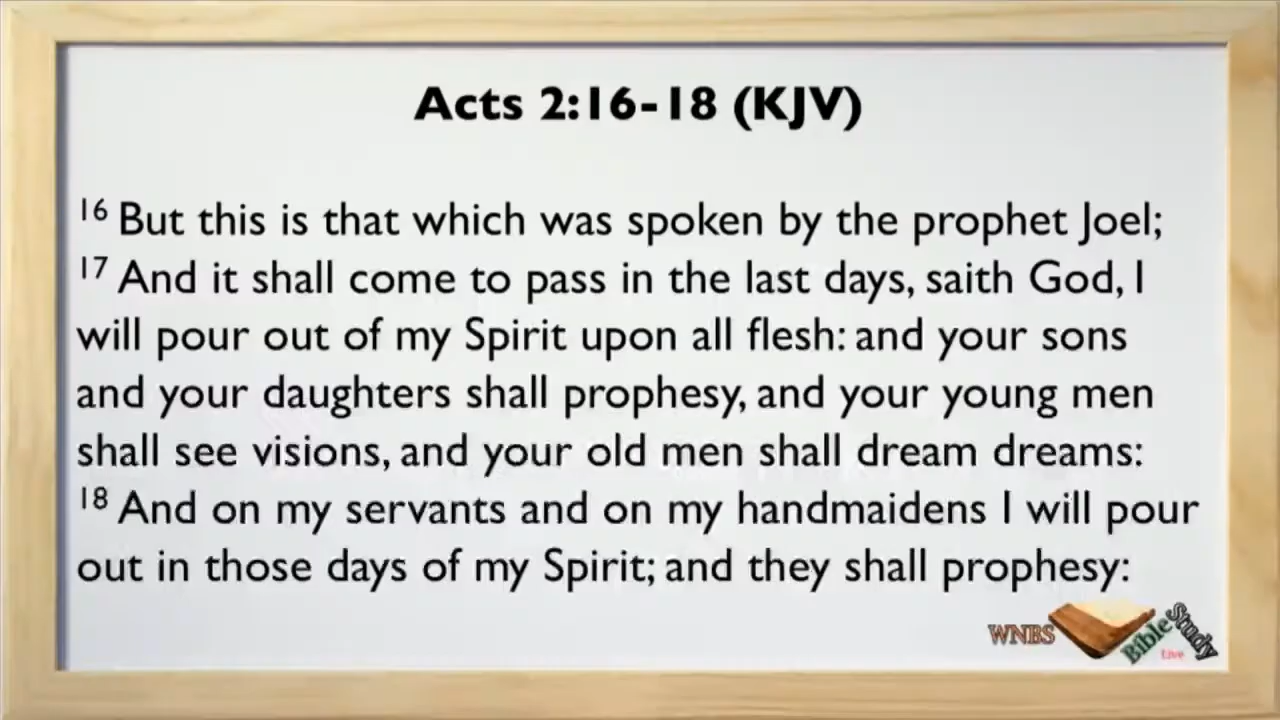 Acts 2:16-18 (KJV)
16 But this is that which was spoken by the prophet Joel;
17 And it shall come to pass in the last days, saith God, I
will pour out of my Spirit upon all flesh: and your sons
and your daughters shall prophesy, and your young men
shall see visions, and your old men shall dream dreams:
18 And on my servants and on my handmaidens I will pour
out in those days of my Spirit; and they shall prophesy:
WNBS Bible Study
Live